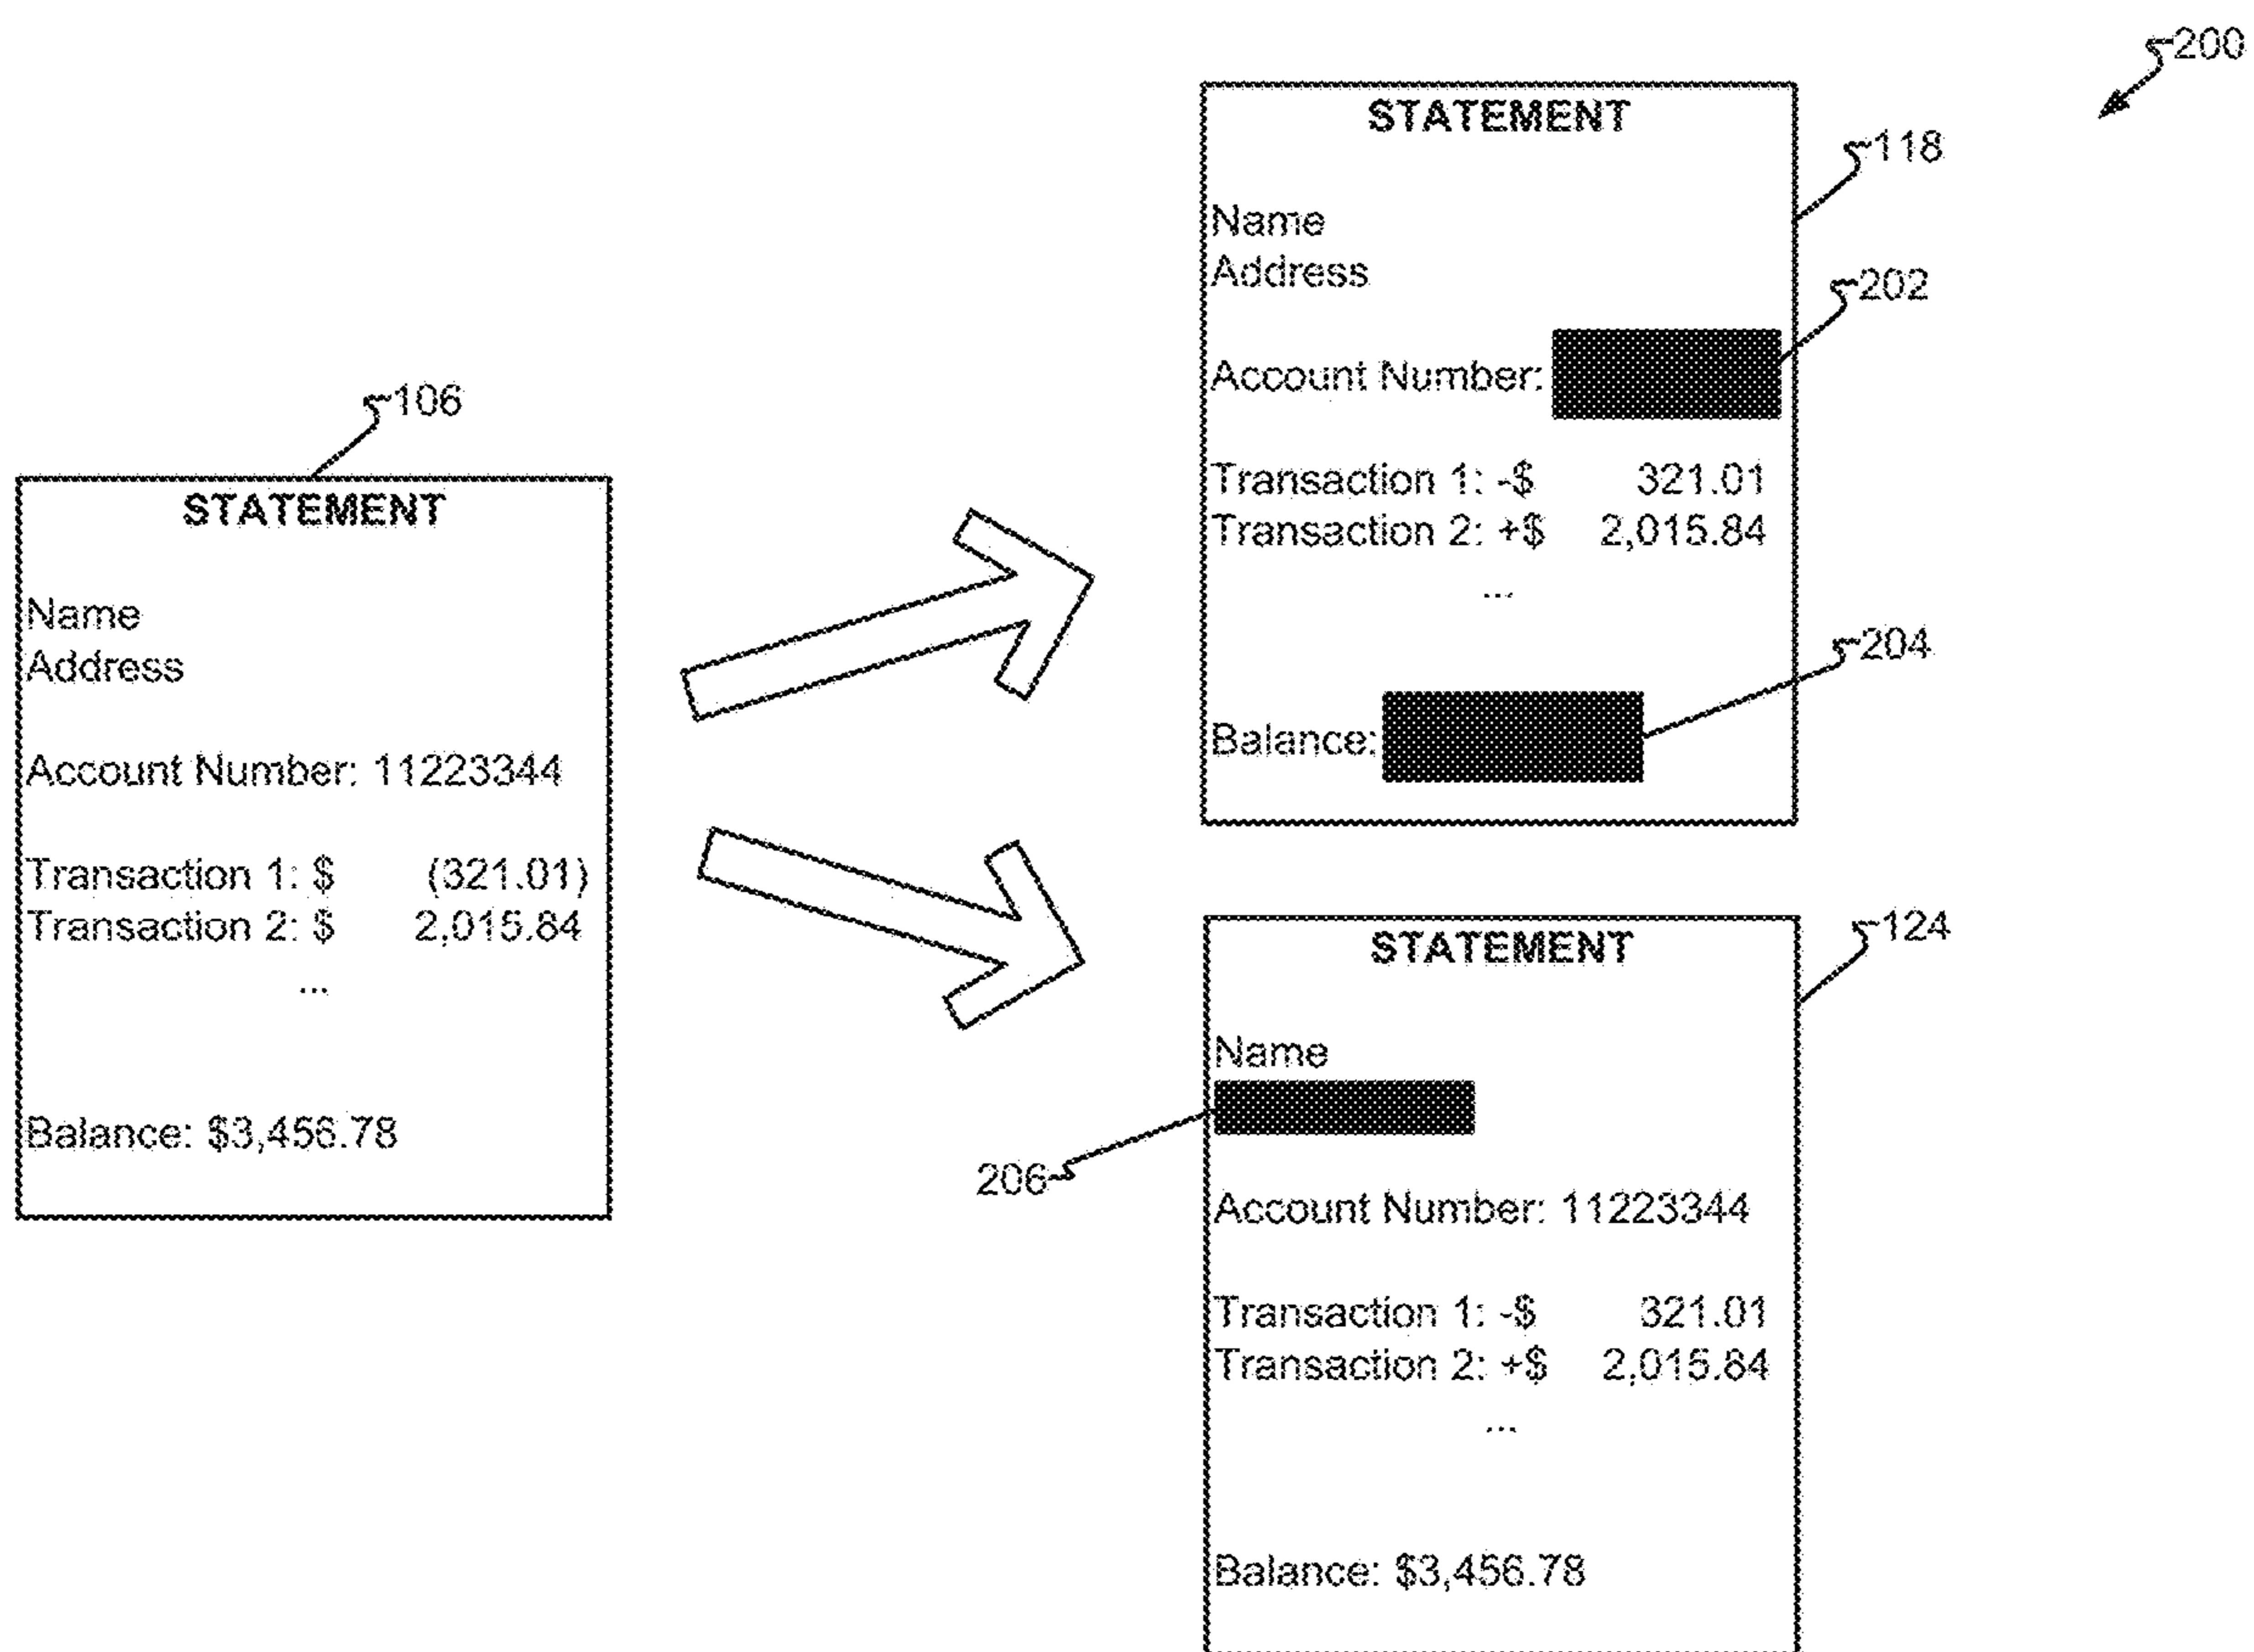 200
STATEMENT
118
Name
Address
202
Account Number:
Transaction 1: -$ 321.01
Transaction 2: +$ 2,015.84
...
204
Balance:
106
STATEMENT
Name
Address
Account Number: 11223344
Transaction 1: $ (321.01)
Transaction 2: $ 2,015.84
...
Balance: $3,456.78
STATEMENT
124
Name
206
Account Number: 11223344
Transaction 1: -$ 321.01
Transaction 2: +$ 2,015.84
...
Balance: $3,456.78